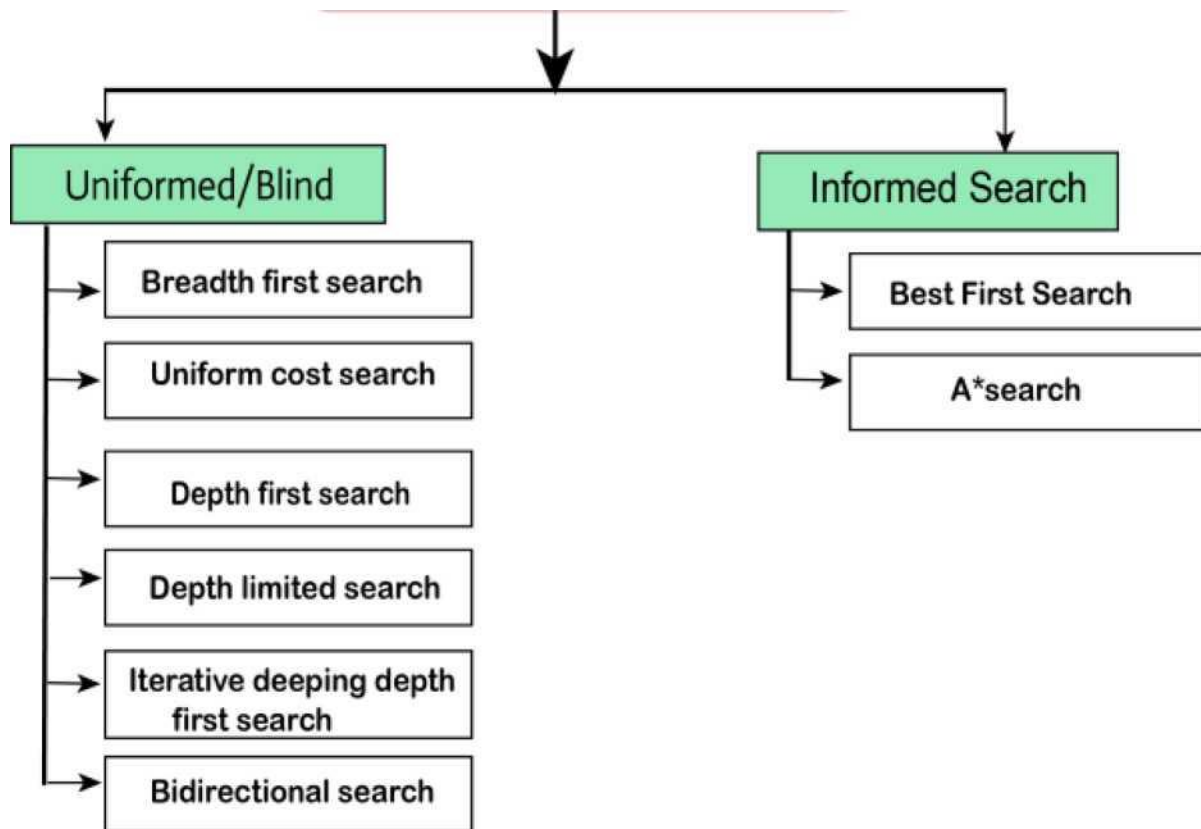 Uniformed/Blind
Breadth first search
Uniform cost search
Depth first search
Depth limited search
Iterative deeping depth
first search
Bidirectional search
Informed Search
Best First Search
A*search